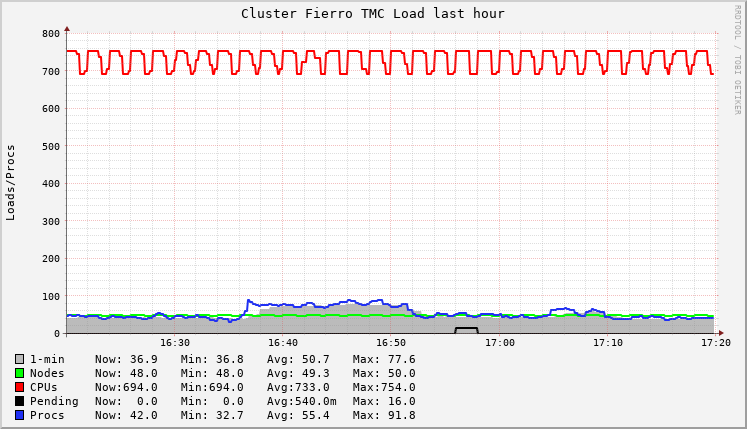 Cluster Fierro TMC Load last hour
RRDTOOL / TOBI OETIKER
Loads/Procs
800
700
600
500
400
300
200
100
0
16:30 16:40 16:50 17:00 17:10 17:20
1-min Now: 36.9 Min: 36.8 Avg: 50.7 Max: 77.6
Nodes Now: 48.0 Min: 48.0 Avg: 49.3 Max: 50.0
CPUs Now:694.0 Min:694.0 Avg:733.0 Max:754.0
Pending Now: 0.0 Min: 0.0 Avg:540.0m Max: 16.0
Procs Now: 42.0 Min: 32.7 Avg: 55.4 Max: 91.8